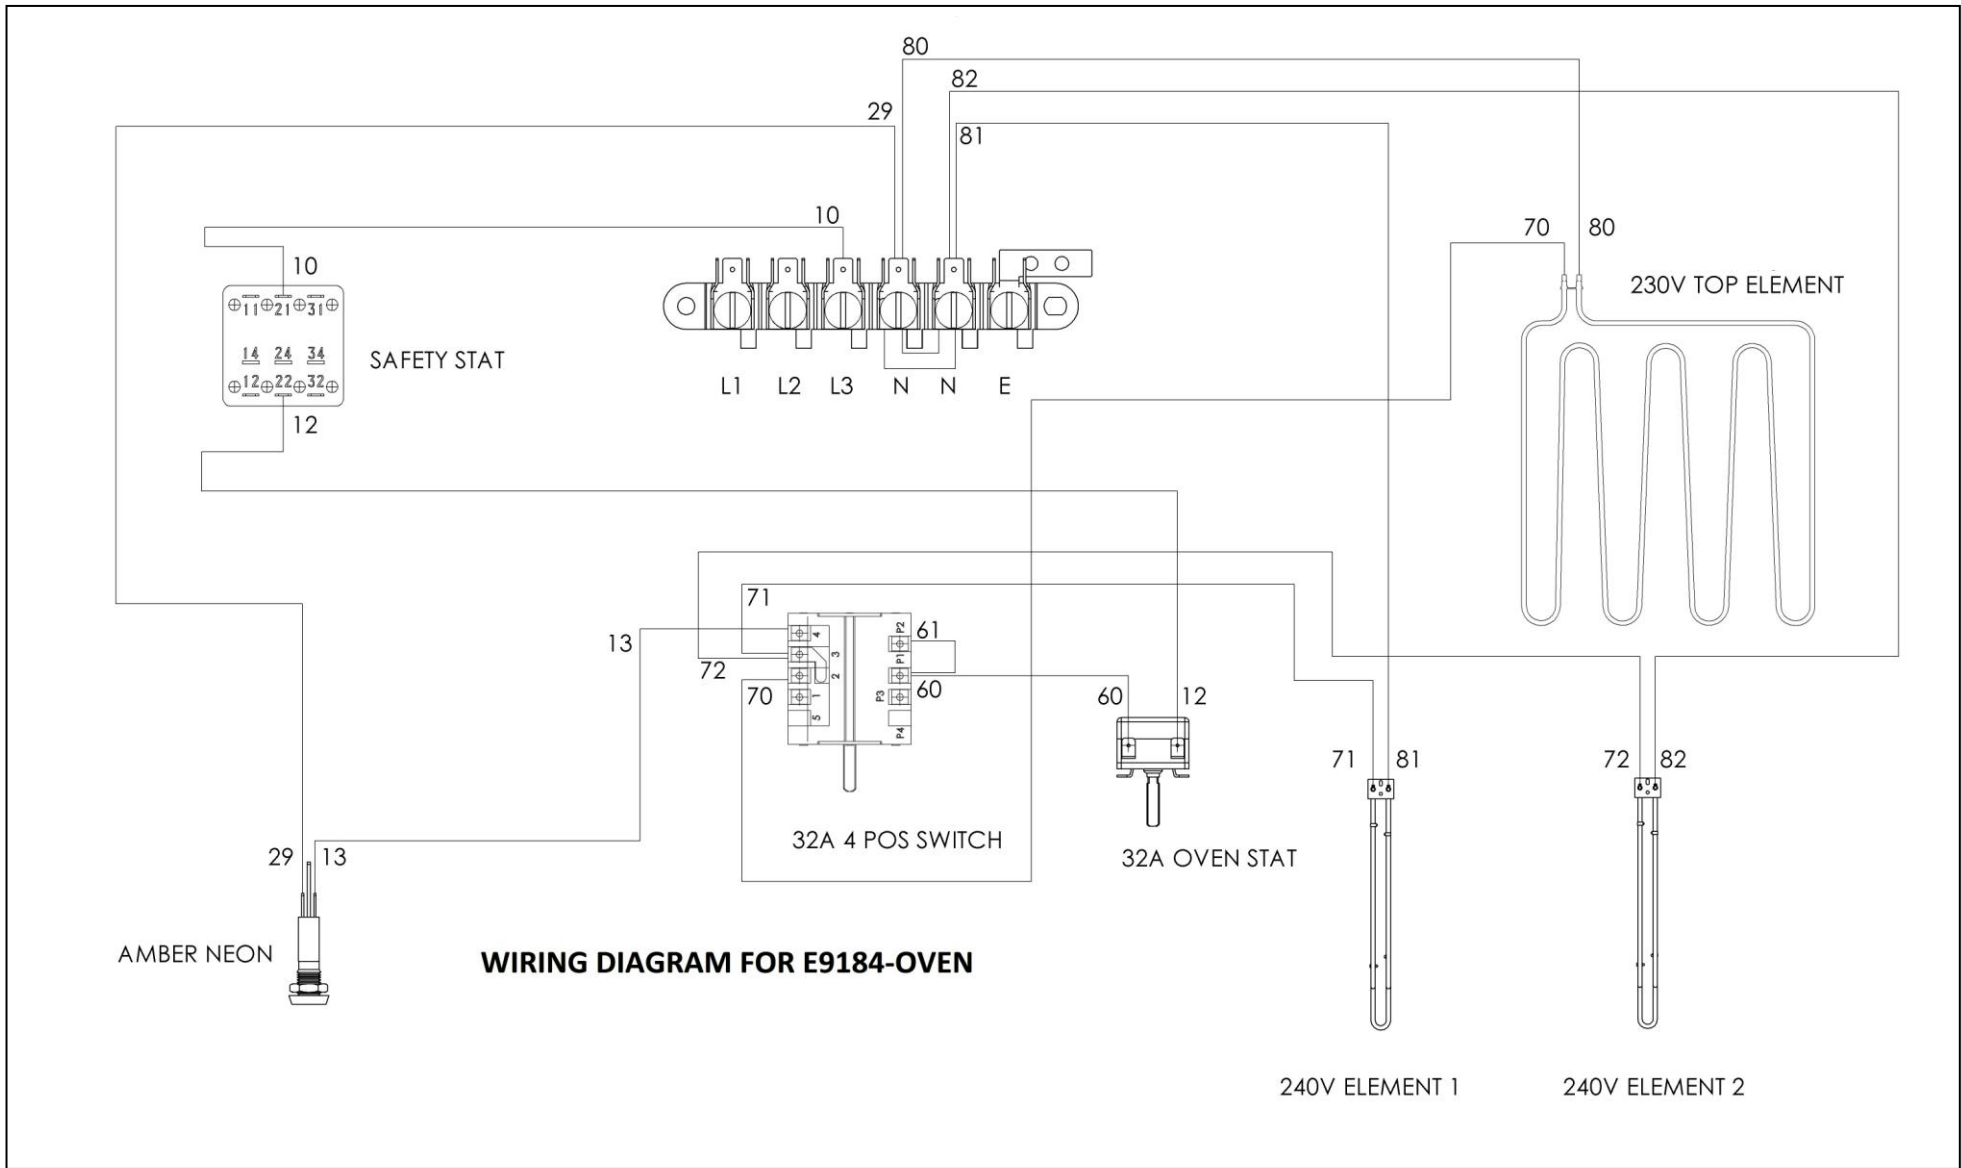 80
82
29
81
10
10
70
80
230V TOP ELEMENT
11 21 31
14 24 34
12 22 32
SAFETY STAT
12
L1 L2 L3 N N E
71
13
72
70
4
3
2
1
5
P2
P1
P3
P4
61
60
60
12
32A 4 POS SWITCH
32A OVEN STAT
71
81
72
82
29
13
AMBER NEON
WIRING DIAGRAM FOR E9184-OVEN
240V ELEMENT 1
240V ELEMENT 2